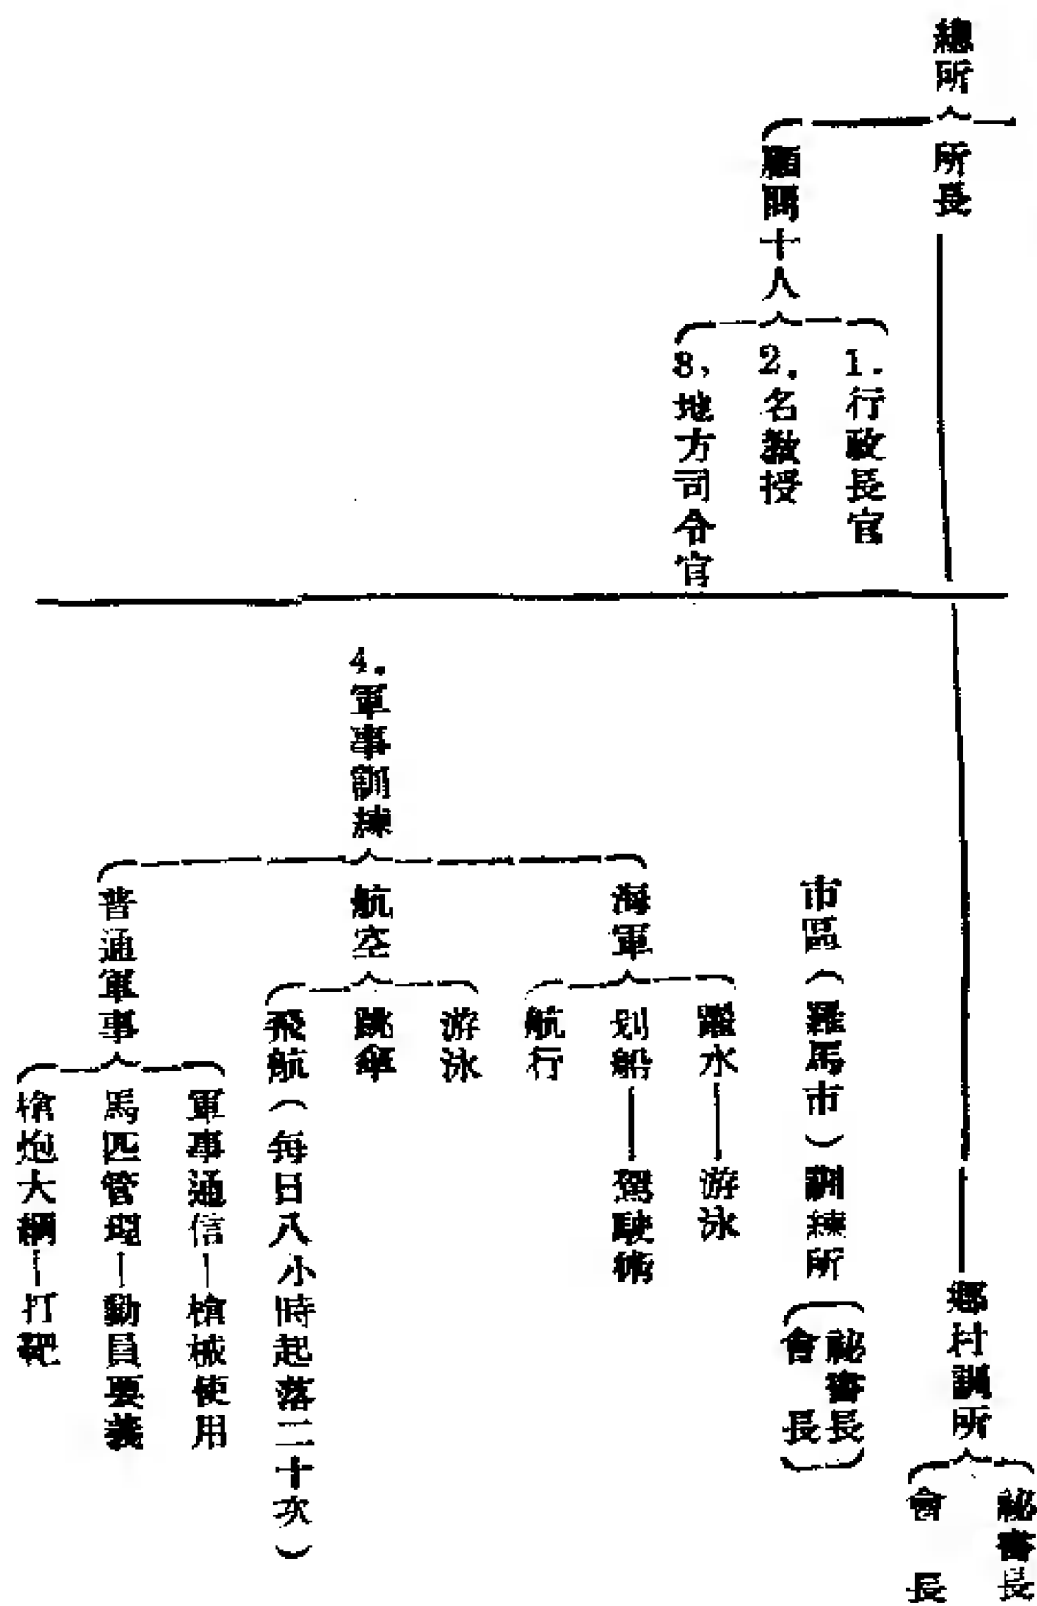 總所
所長
顧問十人
1.行政長官
2.名教授
3,地方司令官
鄉村訓所
祕書長
會長
市區(羅馬市)訓練所
祕書長
會長
4.軍事訓練
海軍
躍水——游泳
划船——駕駛術
航行
航空
游泳
跳傘
飛航(每日八小時起落二十次)
普通軍事
軍事通信—槍械使用
馬匹管理—動員要義
槍炮大綱—打靶